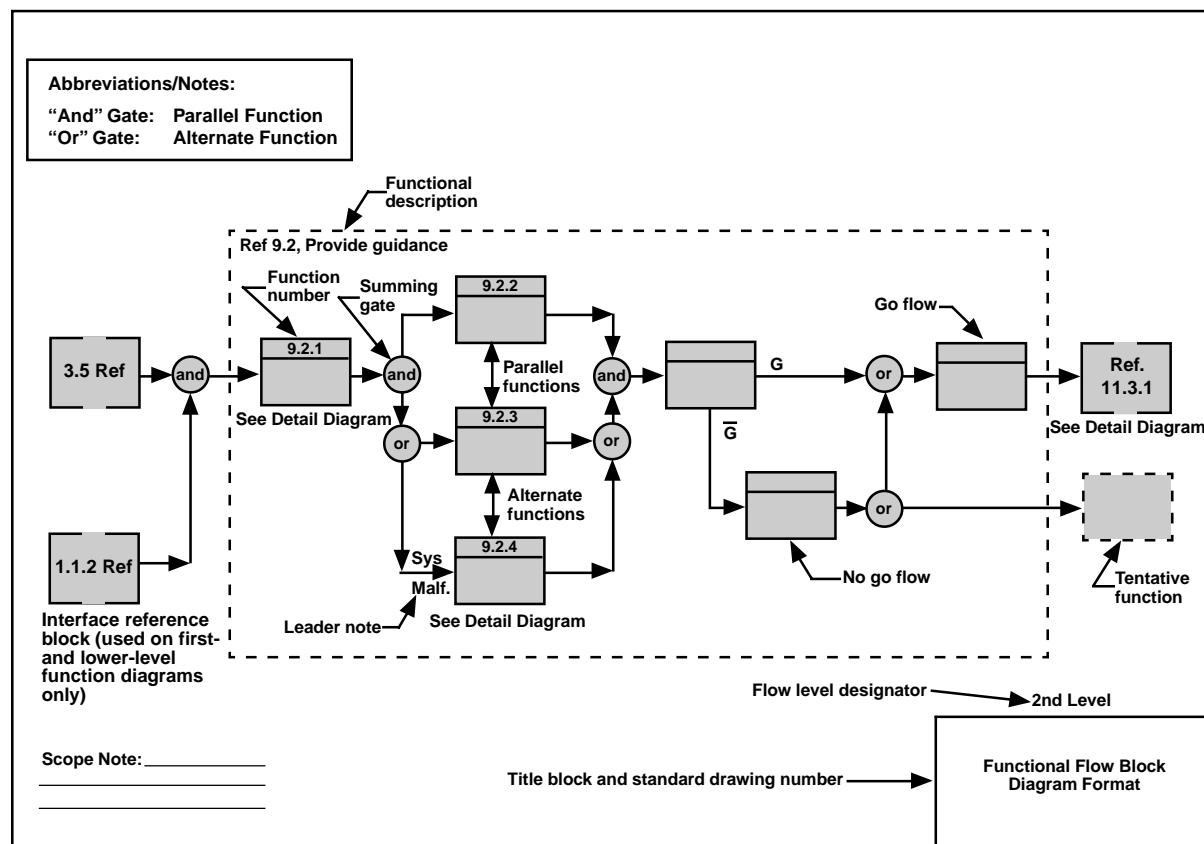 Abbreviations/Notes:
“And” Gate: Parallel Function
“Or” Gate: Alternate Function
Functional
description
Ref 9.2, Provide guidance
Function
number
Summing
gate
9.2.2
Go flow
3.5 Ref
and
9.2.1
See Detail Diagram
and
Parallel
functions
and
G
or
Ref.
11.3.1
See Detail Diagram
or
9.2.3
or
G̅
Alternate
functions
or
1.1.2 Ref
Sys
Malf.
9.2.4
See Detail Diagram
Leader note
No go flow
Tentative
function
Interface reference
block (used on first-
and lower-level
function diagrams
only)
Flow level designator
2nd Level
Scope Note:
Title block and standard drawing number
Functional Flow Block
Diagram Format